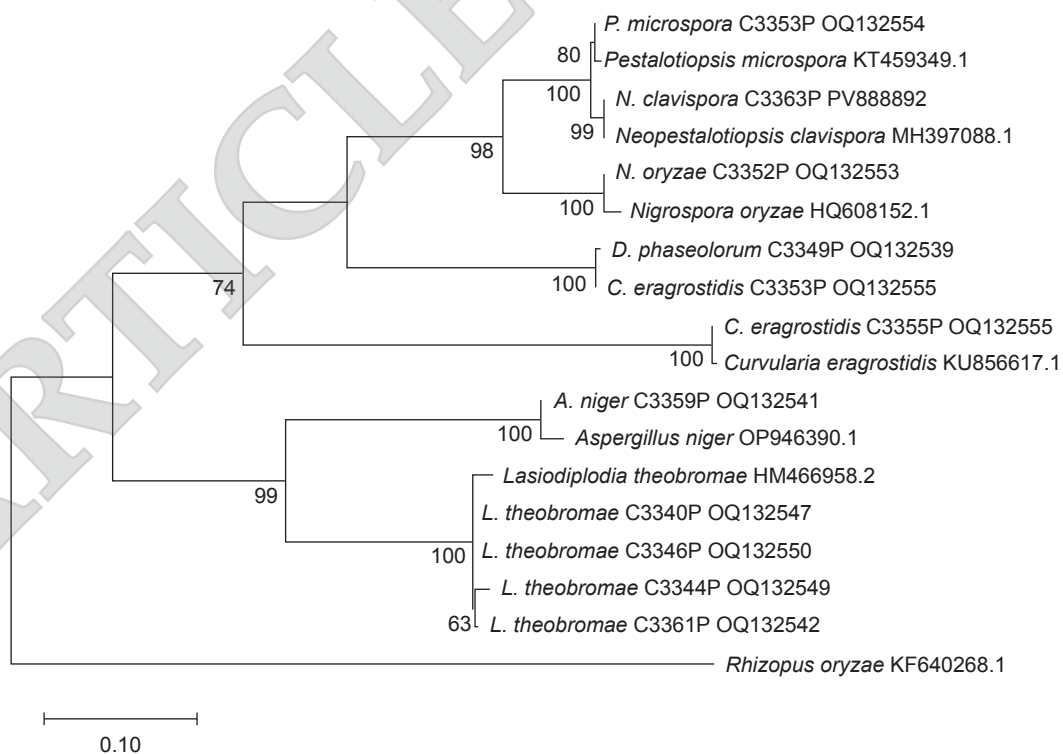 P. microspora C3353P OQ132554
80
Pestalotiopsis microspora KT459349.1
100
N. clavispora C3363P PV888892
99
Neopestalotiopsis clavispora MH397088.1
98
N. oryzae C3352P OQ132553
100
Nigrospora oryzae HQ608152.1
D. phaseolorum C3349P OQ132539
100
C. eragrostidis C3353P OQ132555
74
C. eragrostidis C3355P OQ132555
100
Curvularia eragrostidis KU856617.1
A. niger C3359P OQ132541
100
Aspergillus niger OP946390.1
Lasiodiplodia theobromae HM466958.2
99
L. theobromae C3340P OQ132547
100
L. theobromae C3346P OQ132550
L. theobromae C3344P OQ132549
63
L. theobromae C3361P OQ132542
Rhizopus oryzae KF640268.1
0.10
ARTICLE